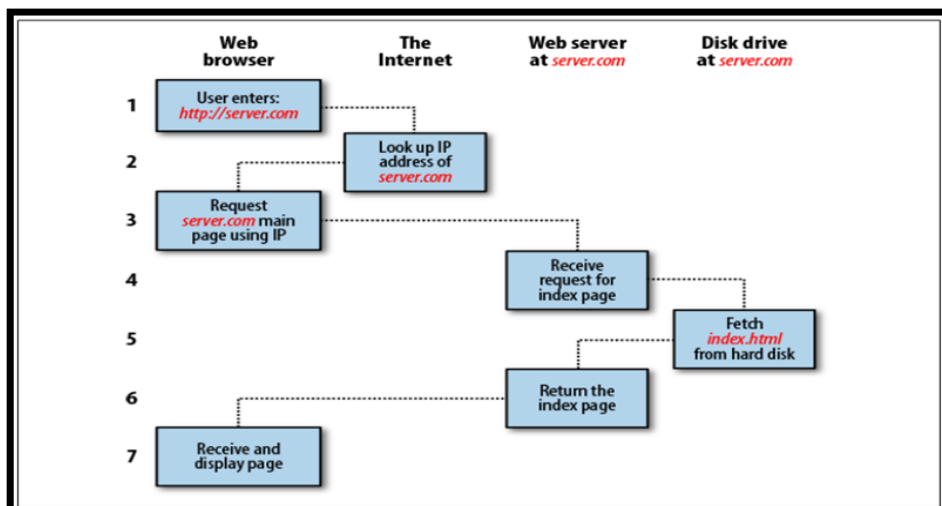 Web
browser
The
Internet
Web server
at server.com
Disk drive
at server.com
1
User enters:
http://server.com
2
Look up IP
address of
server.com
3
Request
server.com main
page using IP
4
Receive
request for
index page
5
Fetch
index.html
from hard disk
6
Return the
index page
7
Receive and
display page